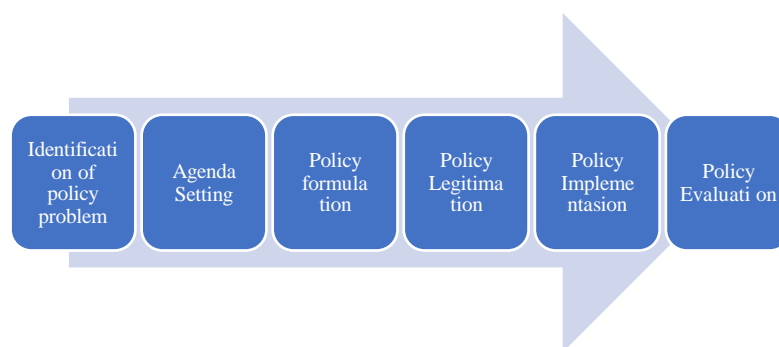 Identificati
on of
policy
problem
Agenda
Setting
Policy
formula
tion
Policy
Legitima
tion
Policy
Impleme
ntasion
Policy
Evaluati on